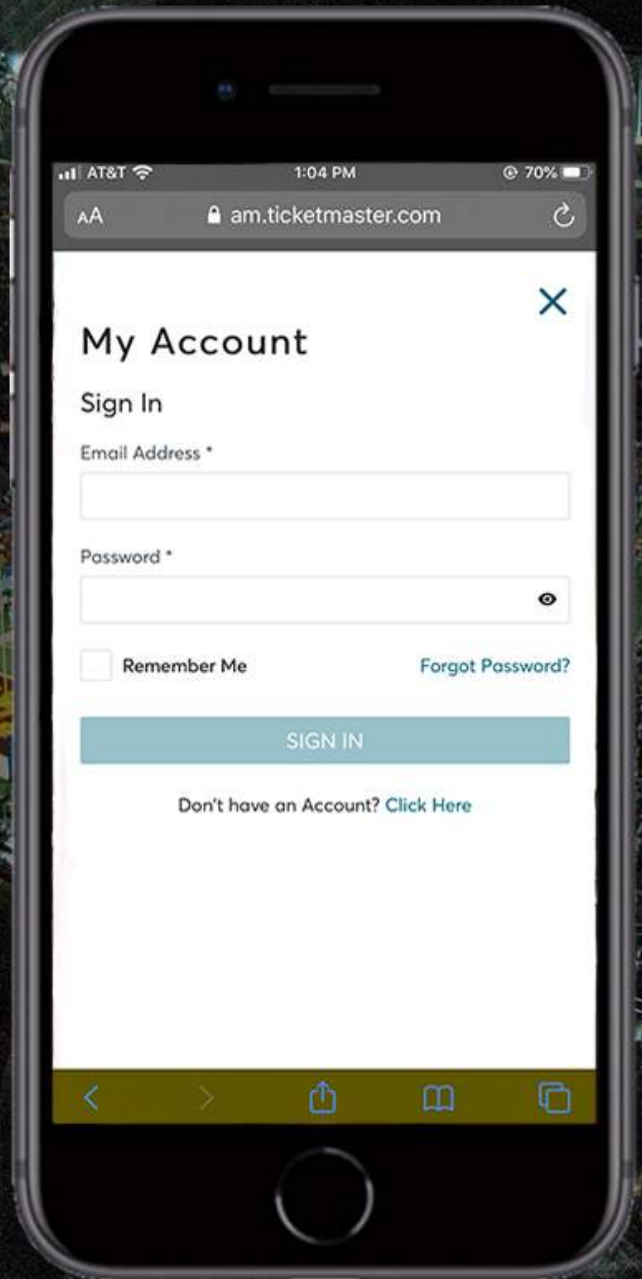 AT&T 1:04 PM 70%
AA am.ticketmaster.com
My Account
Sign In
Email Address *
Password *
Remember Me Forgot Password?
SIGN IN
Don't have an Account? Click Here